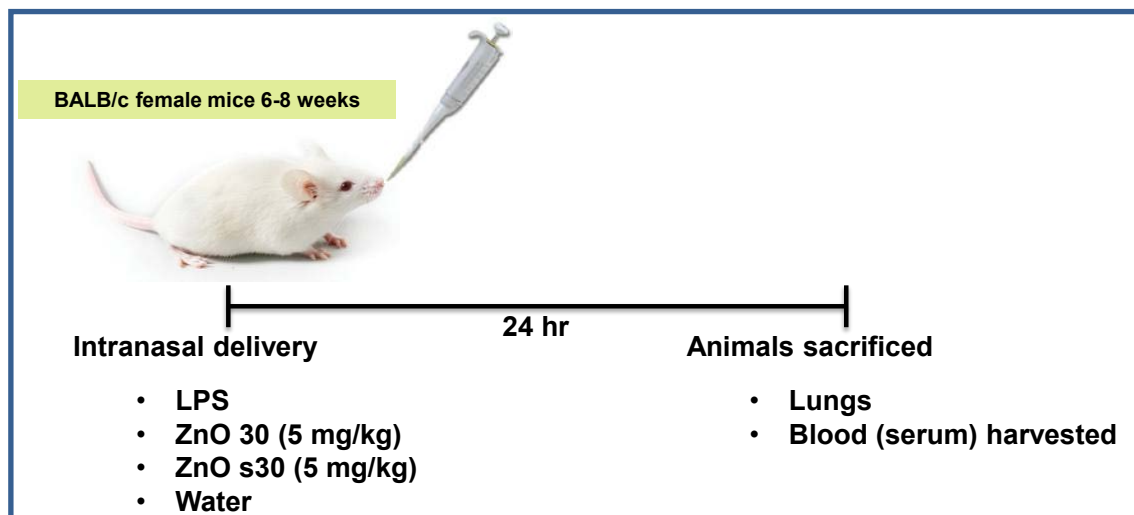 BALB/c female mice 6-8 weeks
24 hr
Intranasal delivery
• LPS
• ZnO 30 (5 mg/kg)
• ZnO s30 (5 mg/kg)
• Water
Animals sacrificed
• Lungs
• Blood (serum) harvested